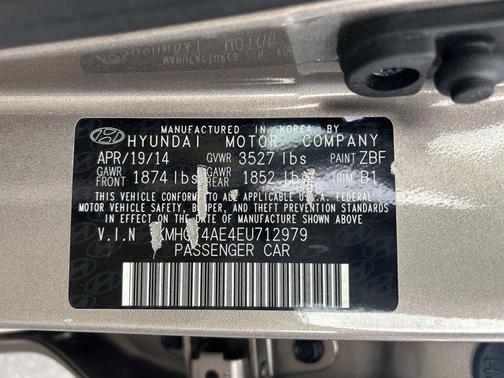 MANUFACTURED IN KOREA BY
HYUNDAI MOTOR COMPANY
APR/19/14 GVWR 3527 lbs PAINT ZBF
GAWR FRONT 1874 lbs GAWR 1852 lbs TRIM B1
THIS VEHICLE CONFORMS TO ALL APPLICABLE U.S. FEDERAL
MOTOR VEHICLE SAFETY, BUMPER, AND THEFT PREVENTION STANDARDS
IN EFFECT ON THE DATE OF MANUFACTURE SHOWN ABOVE.
V.I.N 4AE4EU712979
PASSENGER CAR